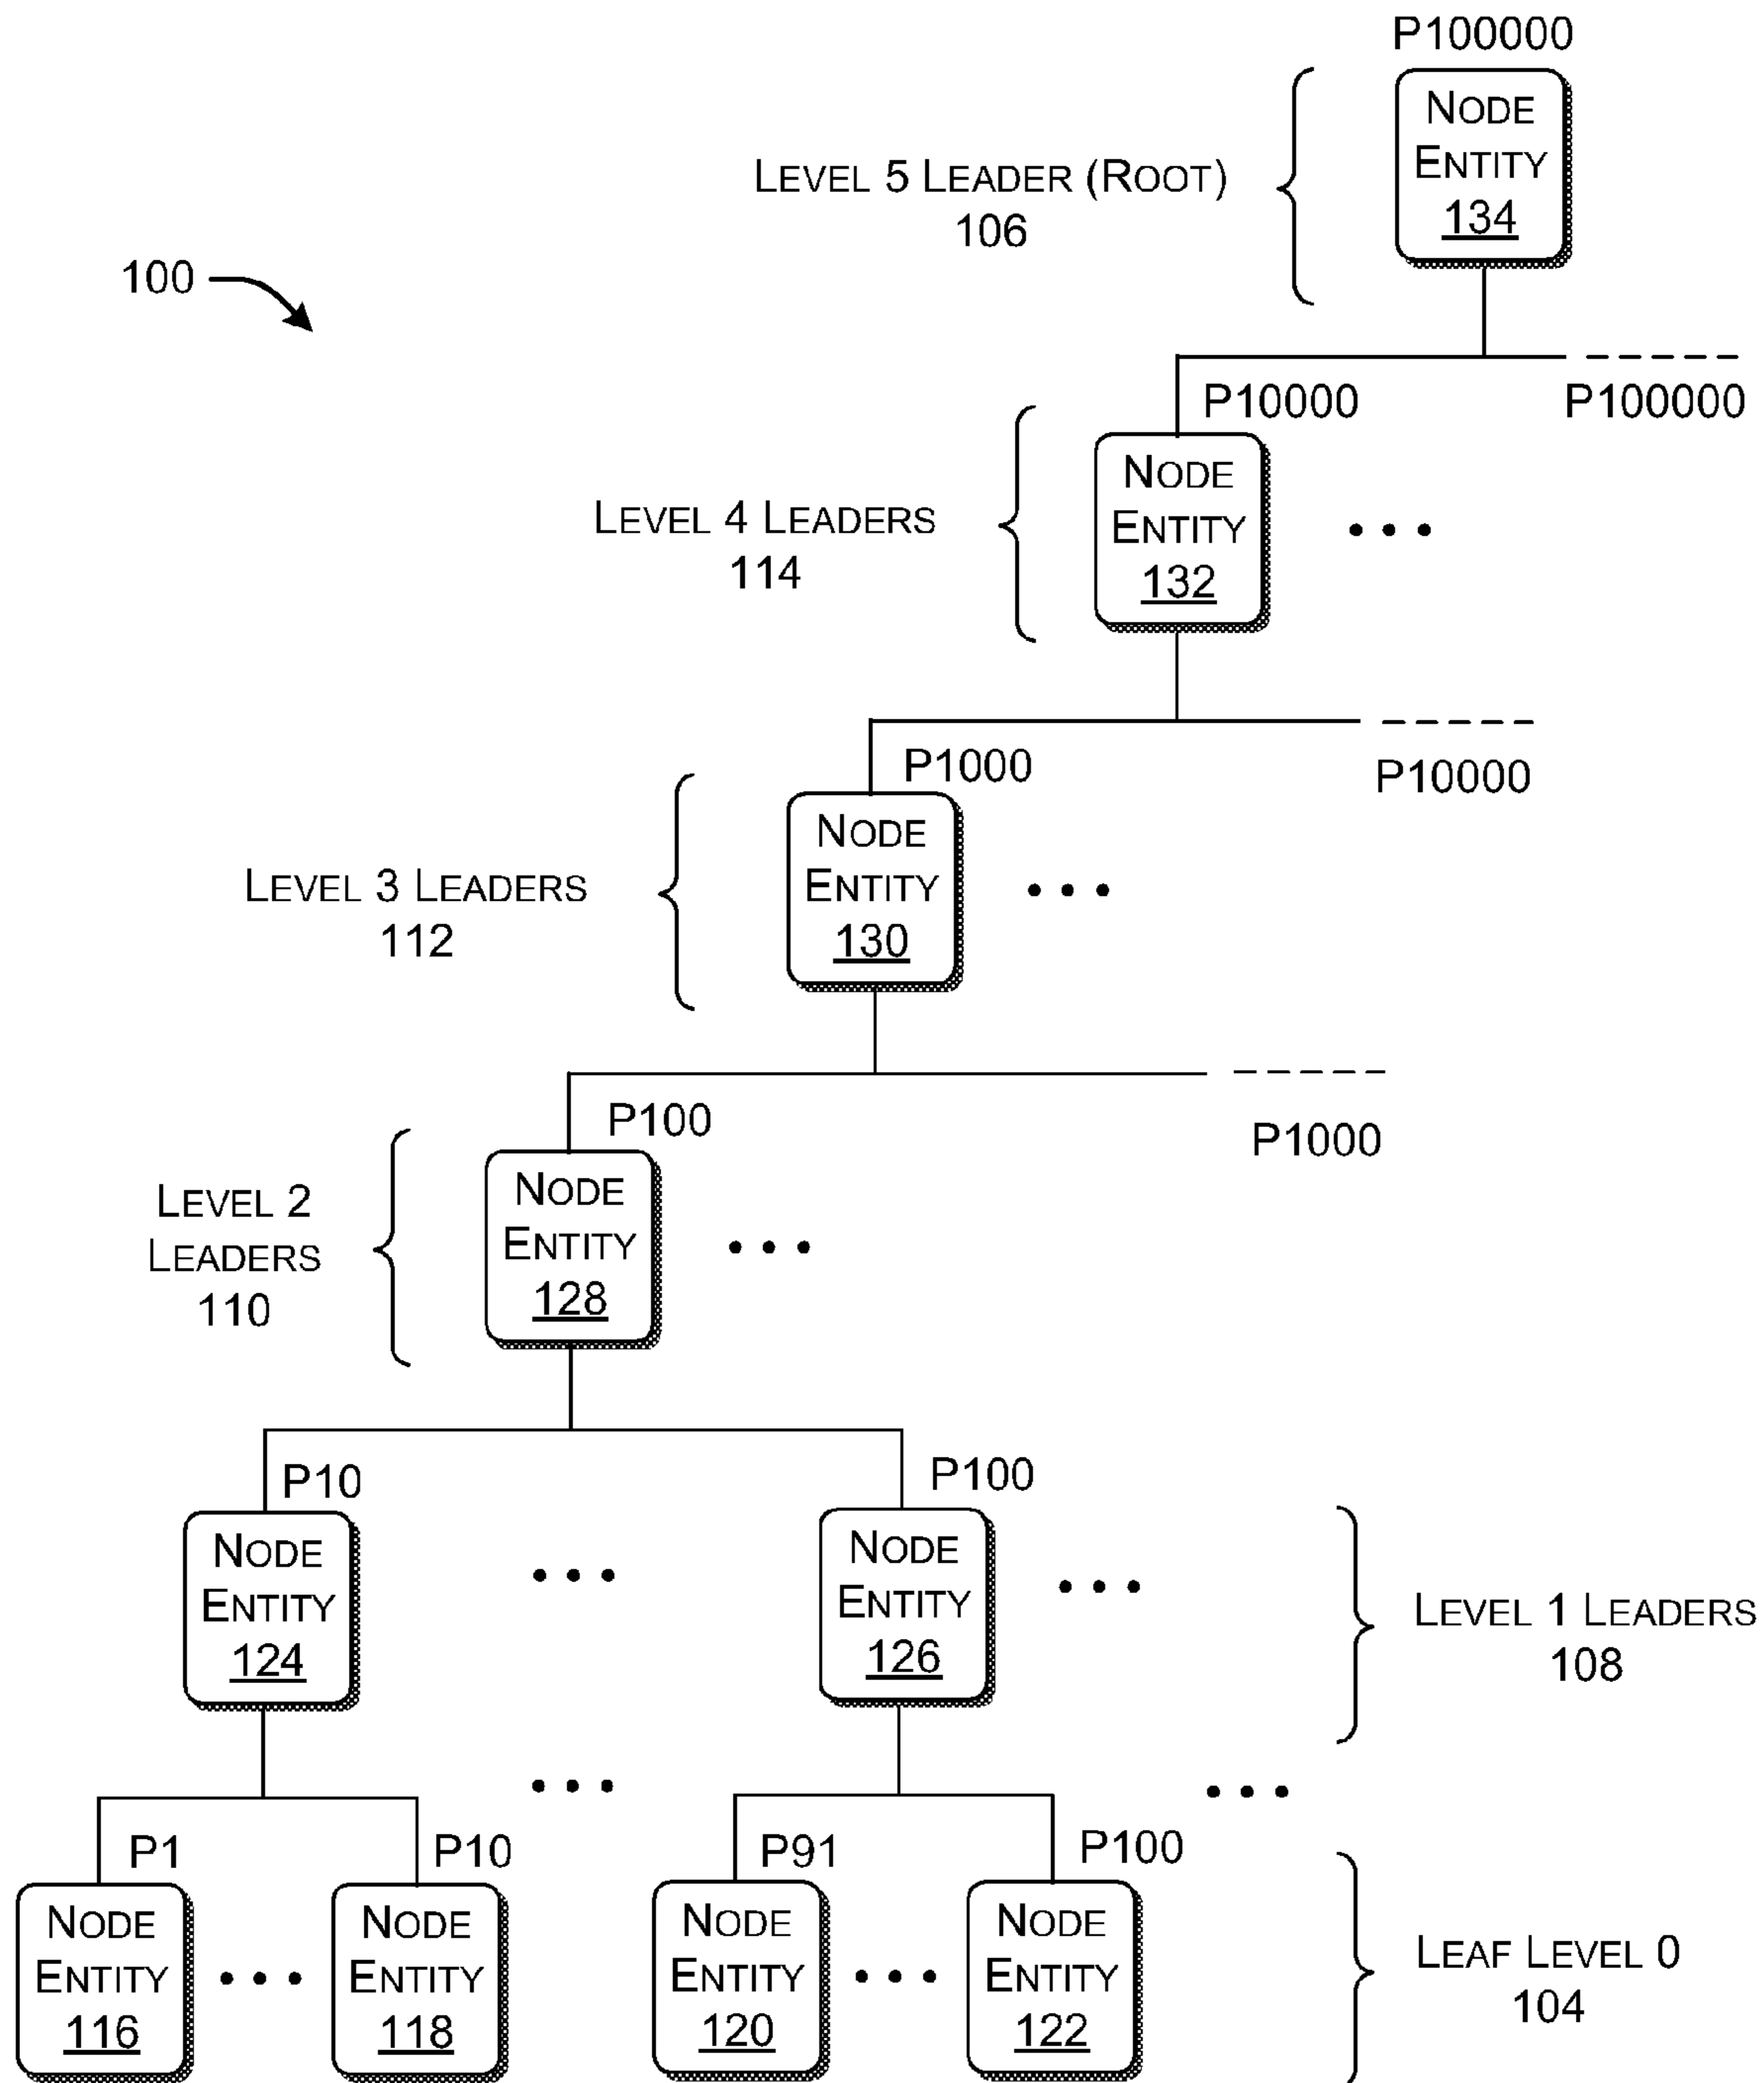 P100000
NODE
ENTITY
134
LEVEL 5 LEADER (ROOT)
106
100
P10000
P100000
NODE
ENTITY
132
LEVEL 4 LEADERS
114
P1000
P10000
NODE
ENTITY
130
LEVEL 3 LEADERS
112
P100
P1000
NODE
ENTITY
128
LEVEL 2
LEADERS
110
P10
P100
NODE
ENTITY
124
NODE
ENTITY
126
LEVEL 1 LEADERS
108
P1
P10
P91
P100
NODE
ENTITY
116
NODE
ENTITY
118
NODE
ENTITY
120
NODE
ENTITY
122
LEAF LEVEL 0
104